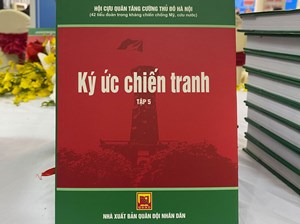 HỘI CỰU QUÂN TĂNG CƯỜNG THỦ ĐÔ HÀ NỘI
(42 tiểu đoàn trong kháng chiến chống Mỹ, cứu nước)
Ký ức chiến tranh
TẬP 5
NHÀ XUẤT BẢN QUÂN ĐỘI NHÂN DÂN